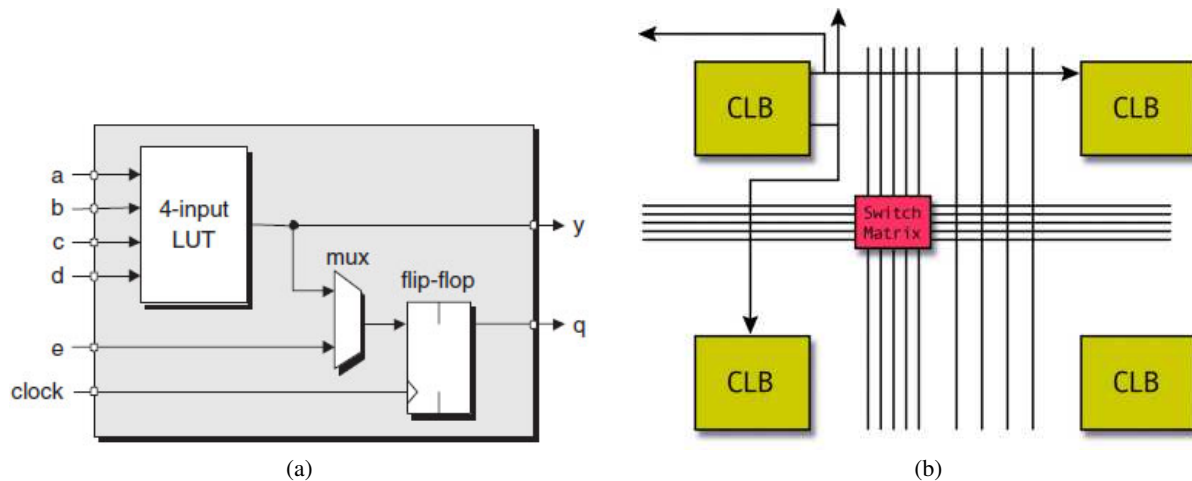 a
b
c
d
e
clock
4-input
LUT
mux
flip-flop
y
q
(a)
CLB
CLB
Switch
Matrix
CLB
CLB
(b)